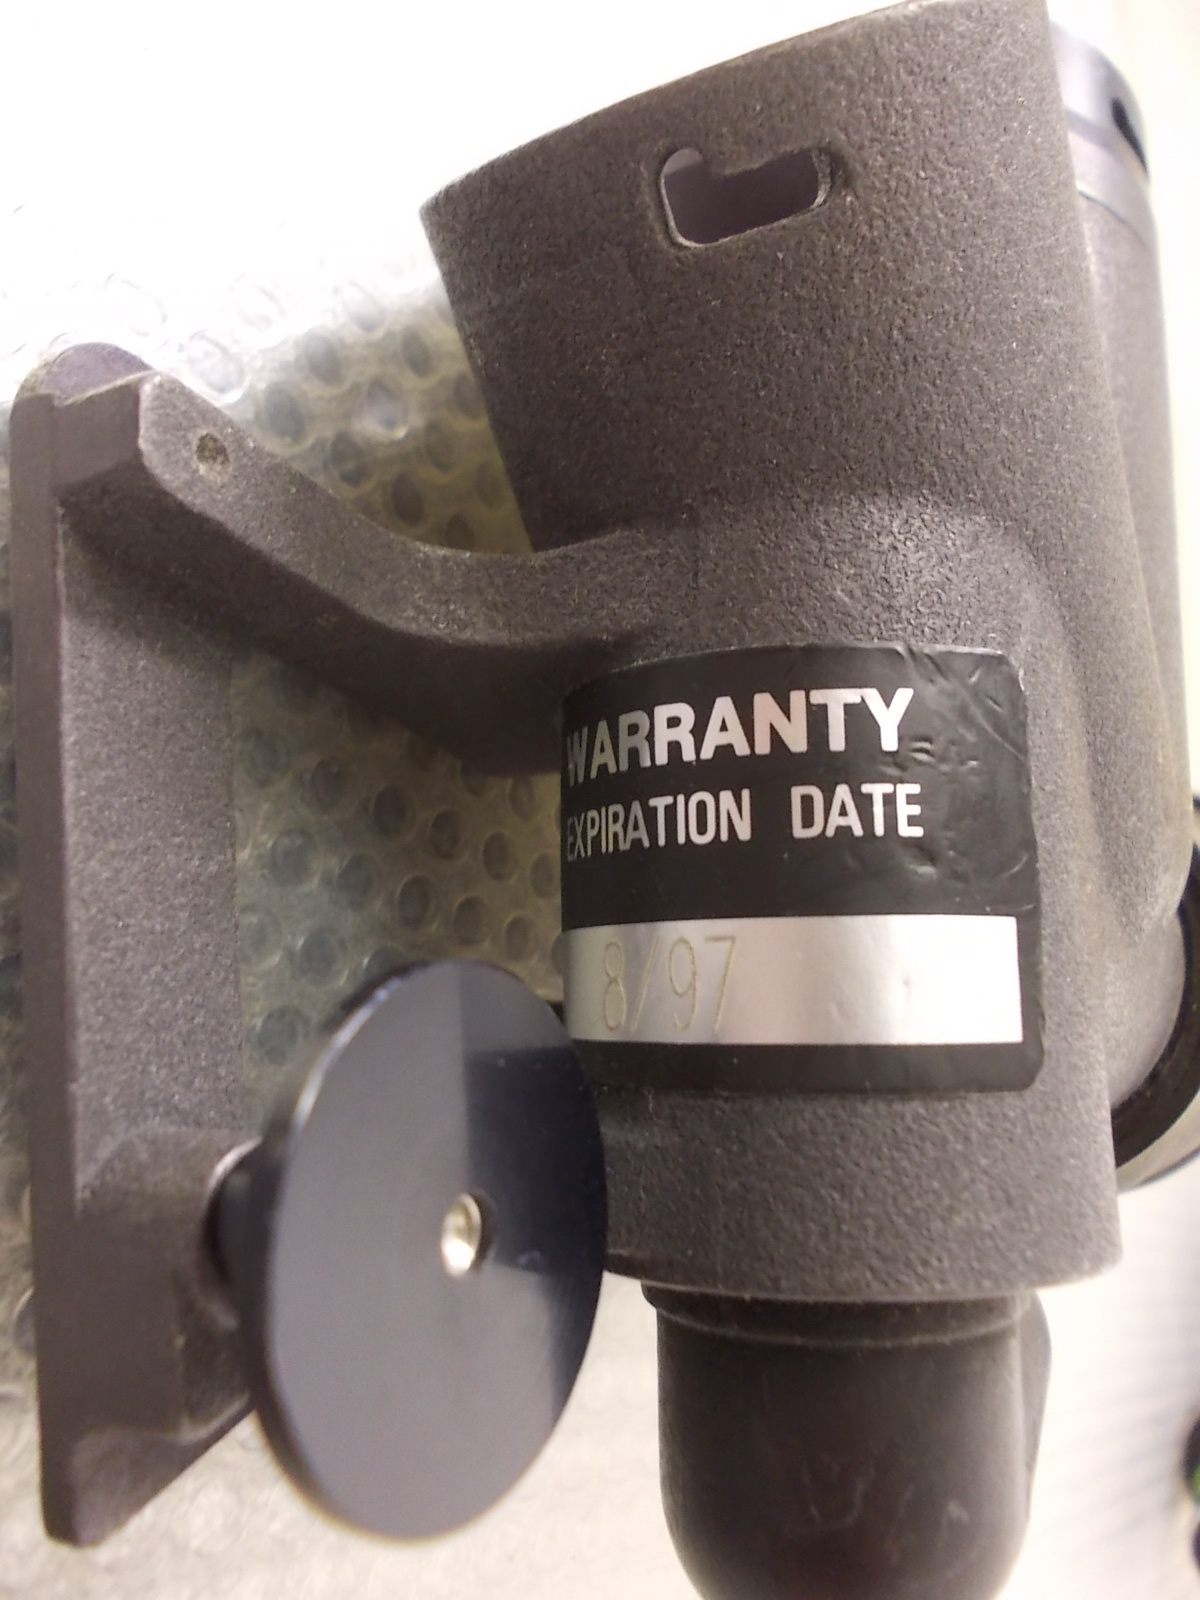 WARRANTY
EXPIRATION DATE
8/97